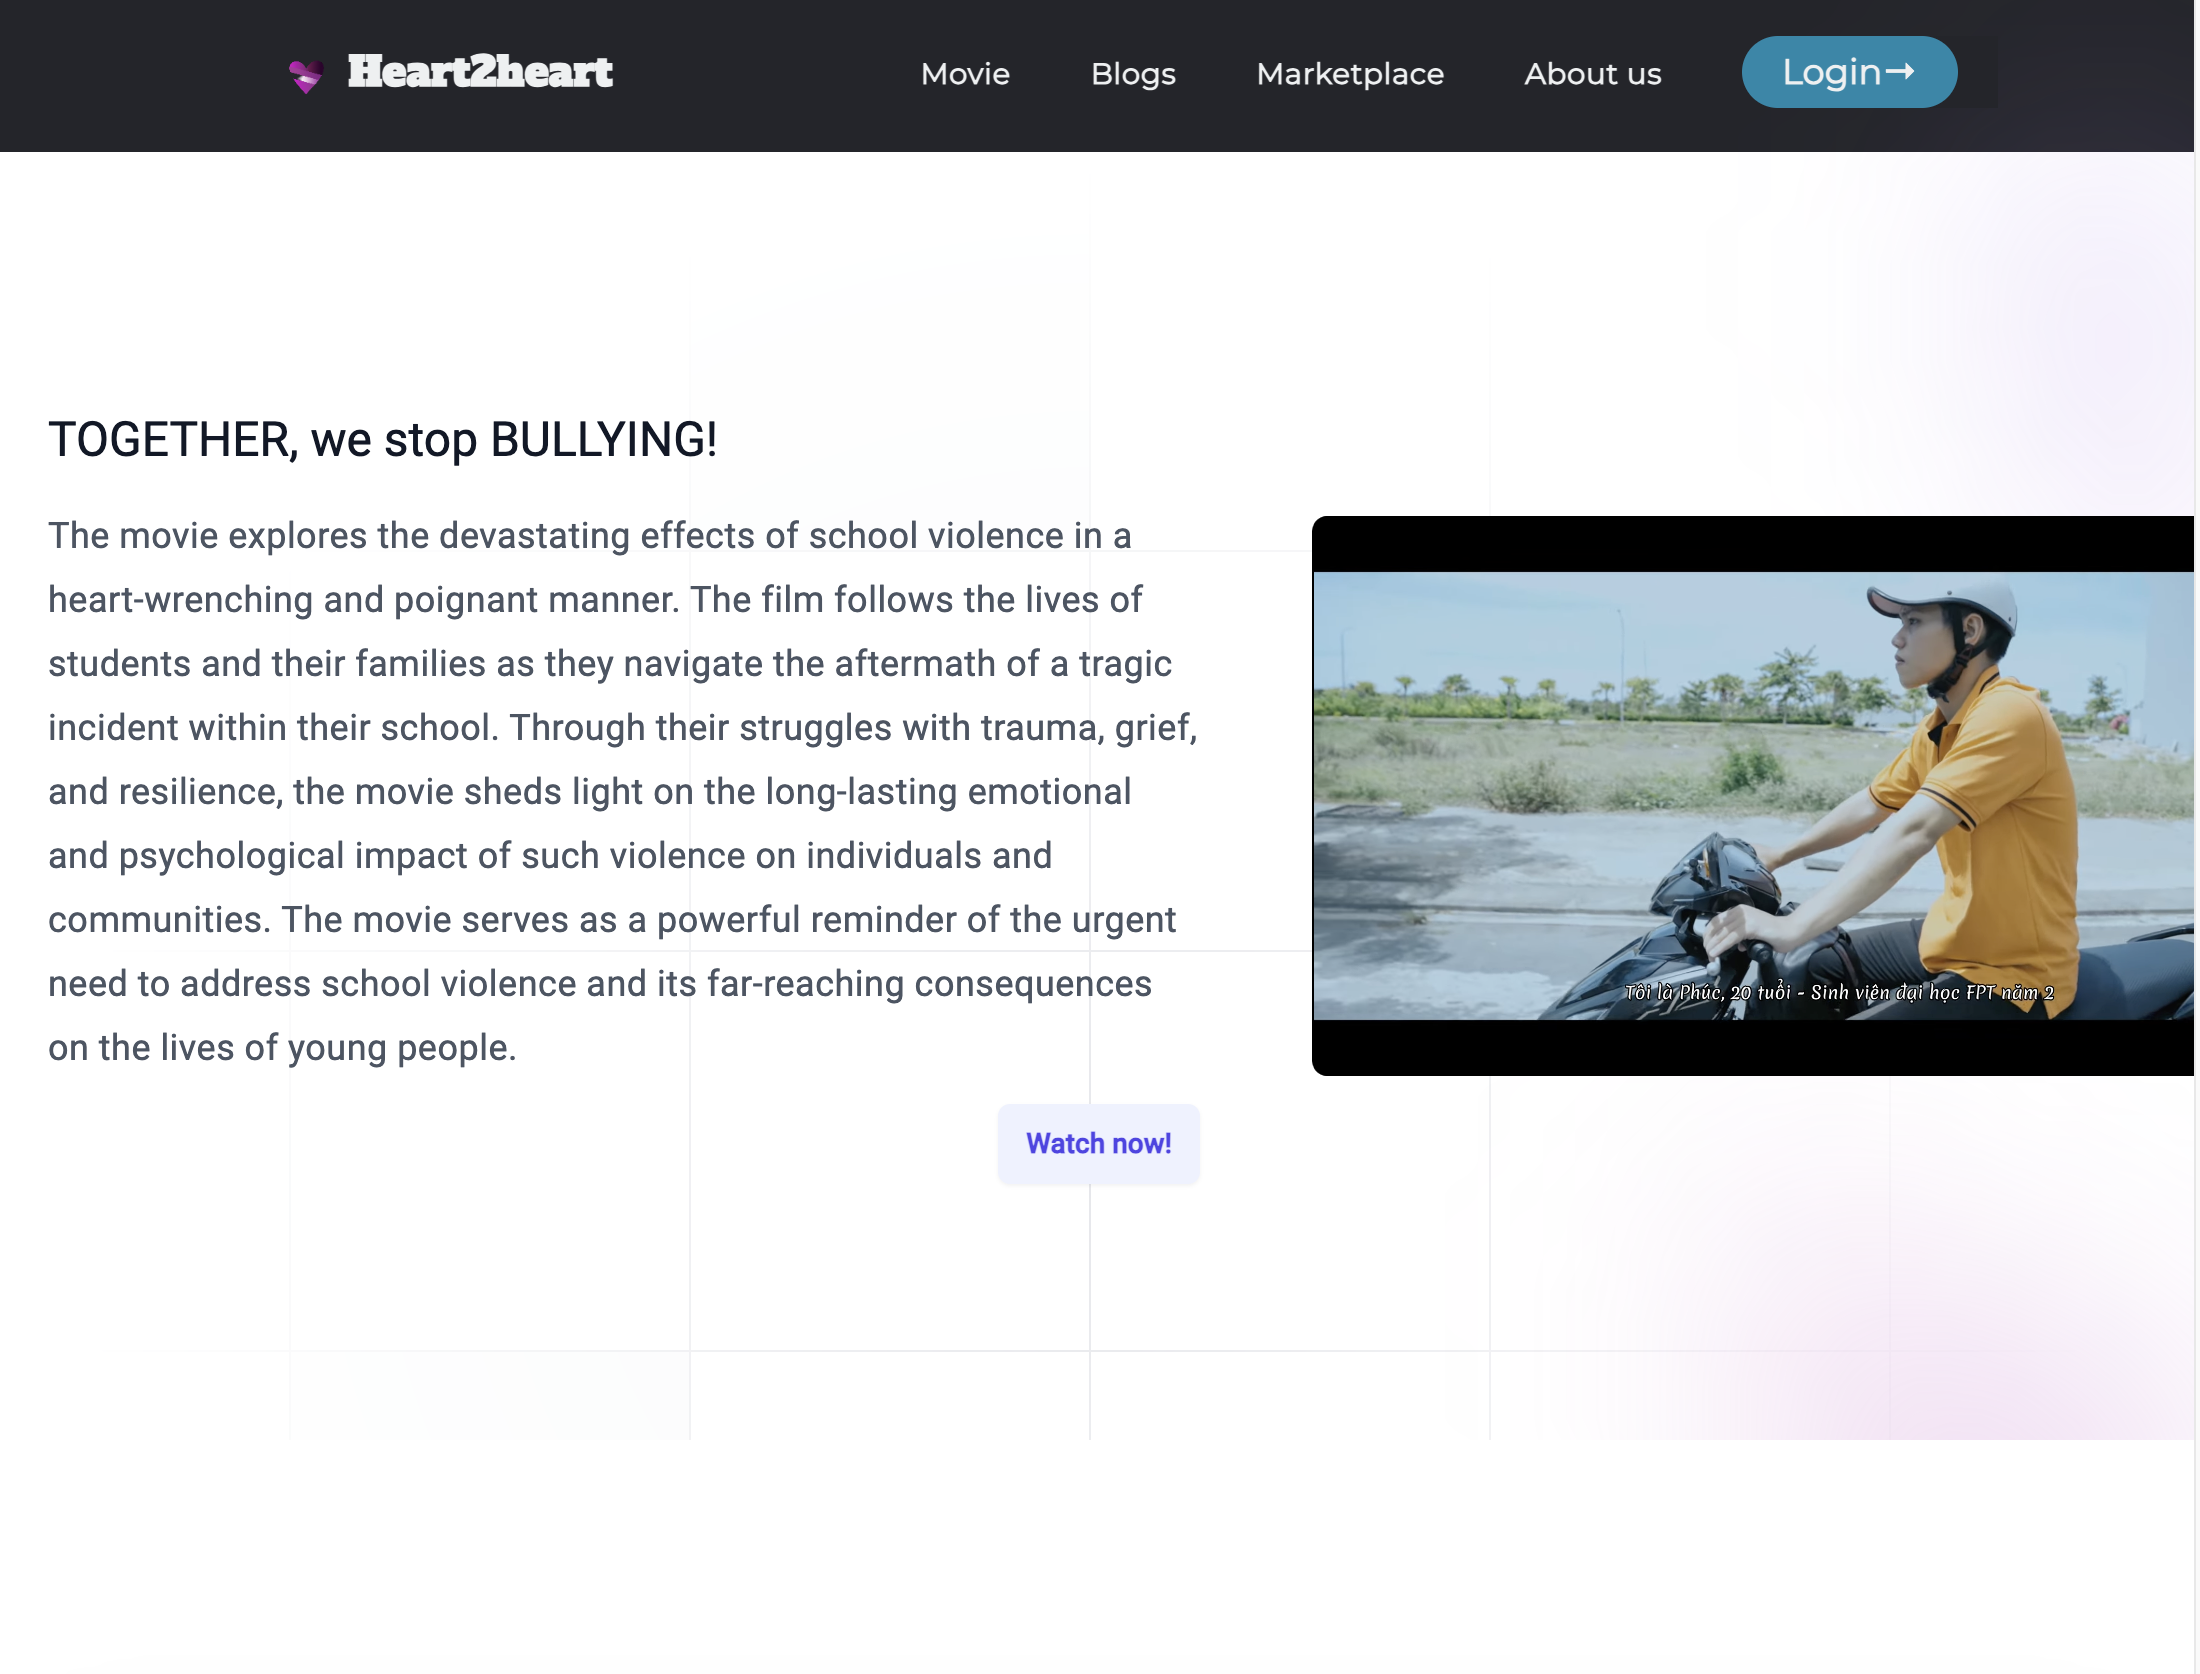 Heart2heart
Movie
Blogs
Marketplace
About us
Login→
TOGETHER, we stop BULLYING!
The movie explores the devastating effects of school violence in a
heart-wrenching and poignant manner. The film follows the lives of
students and their families as they navigate the aftermath of a tragic
incident within their school. Through their struggles with trauma, grief,
and resilience, the movie sheds light on the long-lasting emotional
and psychological impact of such violence on individuals and
communities. The movie serves as a powerful reminder of the urgent
need to address school violence and its far-reaching consequences
on the lives of young people.
Tôi là Phúc, 20 tuổi - Sinh viên đại học FPT năm 2
Watch now!